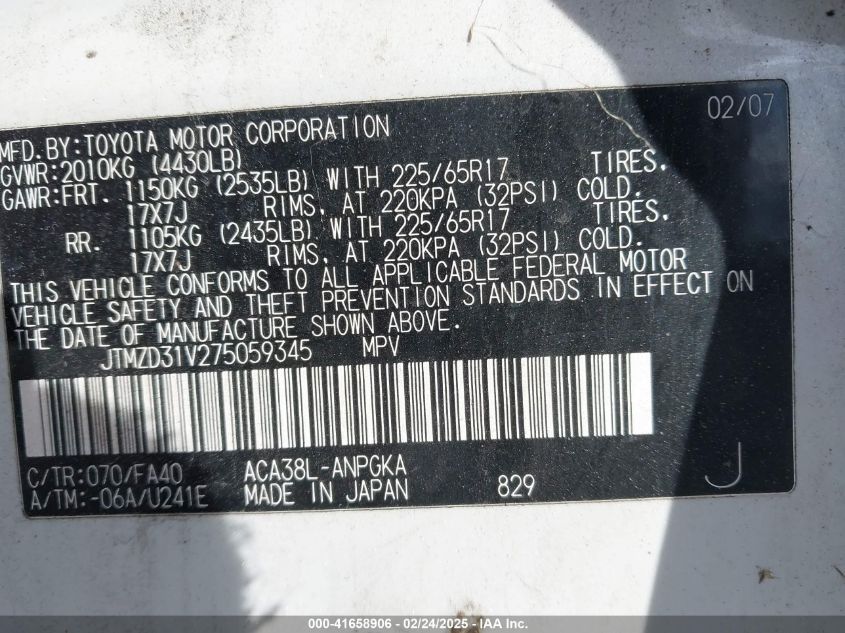 02/07
MFD.BY:TOYOTA MOTOR CORPORATION
GVWR:2010KG (4430LB)
GAWR:FRT. 1150KG (2535LB) WITH 225/65R17 TIRES.
17X7J RIMS, AT 220KPA (32PSI) COLD.
RR. 1105KG (2435LB) WITH 225/65R17 TIRES.
17X7J RIMS, AT 220KPA (32PSI) COLD.
THIS VEHICLE CONFORMS TO ALL APPLICABLE FEDERAL MOTOR
VEHICLE SAFETY AND THEFT PREVENTION STANDARDS IN EFFECT ON
THE DATE OF MANUFACTURE SHOWN ABOVE.
JTMZD31V275059345 MPV
C/TR:070/FA40 ACA38L-ANPGKA
A/TM:-06A/U241E MADE IN JAPAN 829 J
000-41658906 - 02/24/2025 - IAA Inc.